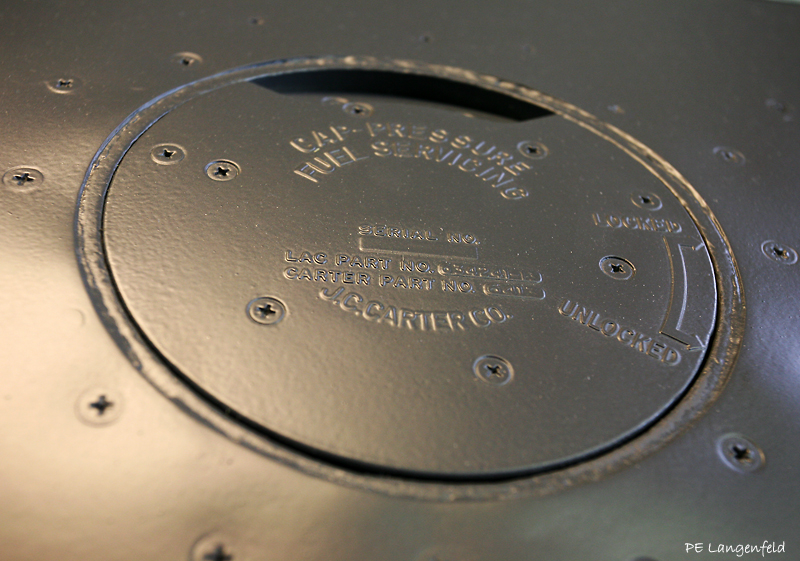 CAP-PRESSURE
FUEL SERVICING
SERIAL NO.
LAC PART NO.
CARTER PART NO.
J.C. CARTER CO.
LOCKED
UNLOCKED
PE Langenfeld